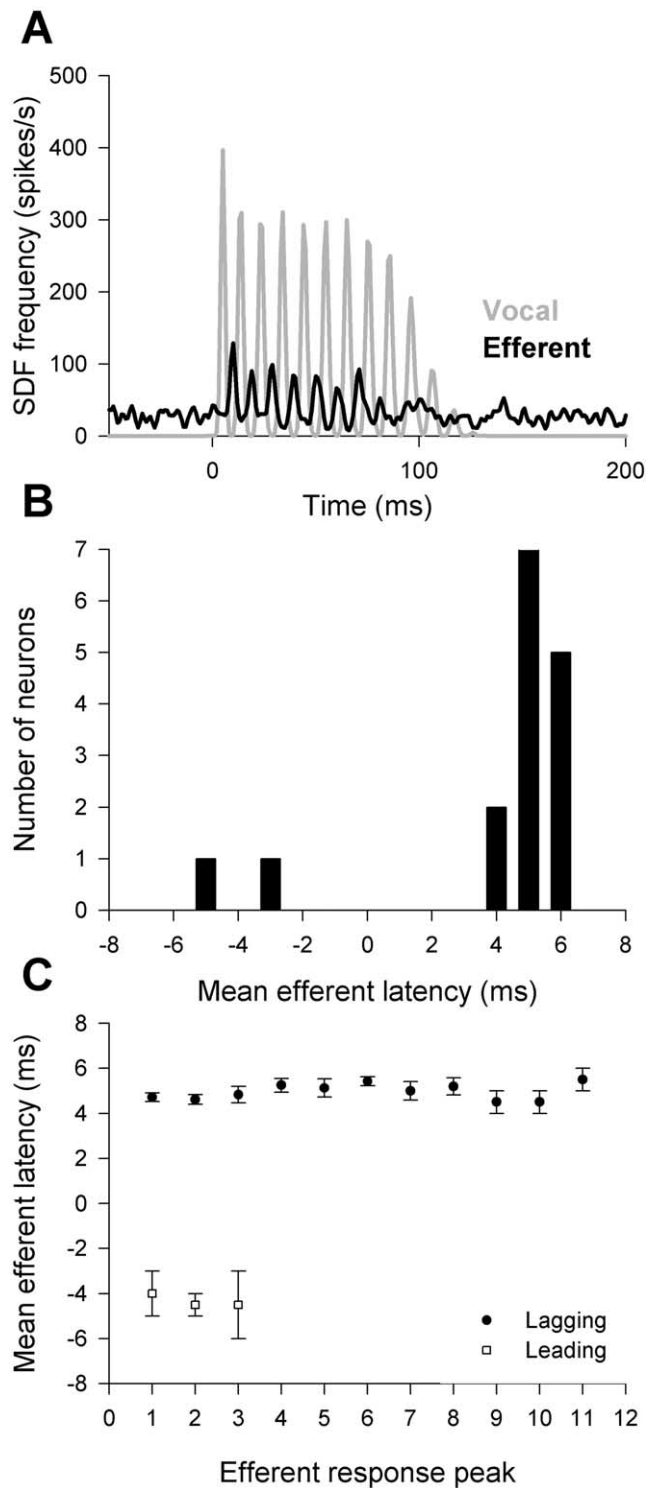 A
SDF frequency (spikes/s)
500
400
300
200
100
0
Vocal
Efferent
0 100 200
Time (ms)
B
Number of neurons
7
6
5
4
3
2
1
0
-8 -6 -4 -2 0 2 4 6 8
Mean efferent latency (ms)
C
Mean efferent latency (ms)
8
6
4
2
0
-2
-4
-6
-8
Lagging
Leading
0 1 2 3 4 5 6 7 8 9 10 11 12
Efferent response peak